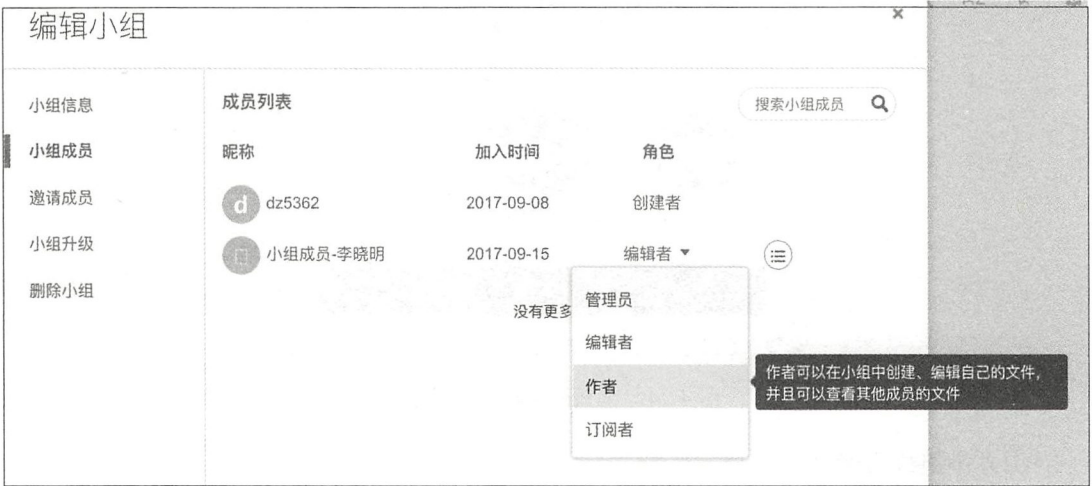 编辑小组
×
小组信息
小组成员
邀请成员
小组升级
删除小组
成员列表
搜索小组成员
昵称 加入时间 角色
d dz5362 2017-09-08 创建者
小组成员-李晓明 2017-09-15 编辑者
没有更多
管理员
编辑者
作者
订阅者
作者可以在小组中创建、编辑自己的文件,
并且可以查看其他成员的文件